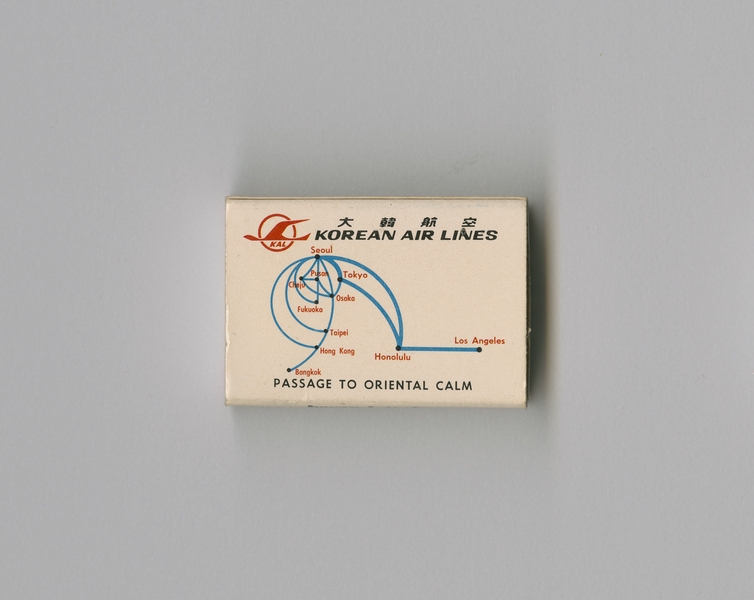 大韓航空
KAL
KOREAN AIR LINES
Seoul
Pusan
Tokyo
Cheju
Osaka
Fukuoka
Taipei
Los Angeles
Hong Kong
Honolulu
Bangkok
PASSAGE TO ORIENTAL CALM